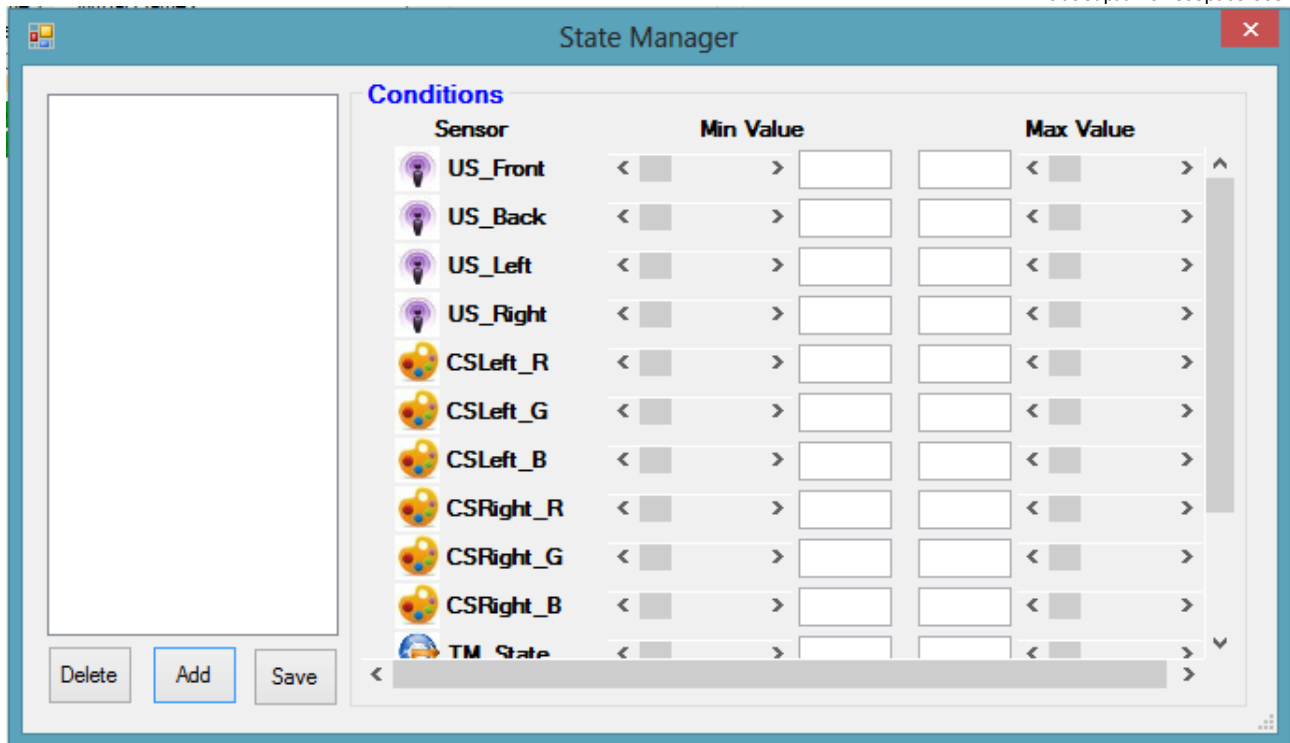 State Manager
Conditions
Sensor Min Value Max Value
US_Front
US_Back
US_Left
US_Right
CSLeft_R
CSLeft_G
CSLeft_B
CSRight_R
CSRight_G
CSRight_B
TM_State
Delete Add Save